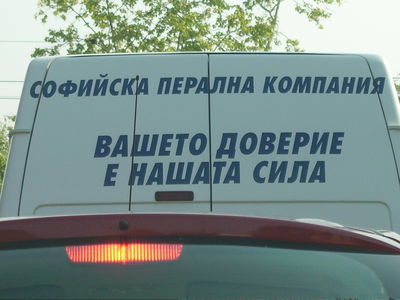 СОФИЙСКА ПЕРАЛНА КОМПАНИЯ
ВАШЕТО ДОВЕРИЕ
Е НАШАТА СИЛА